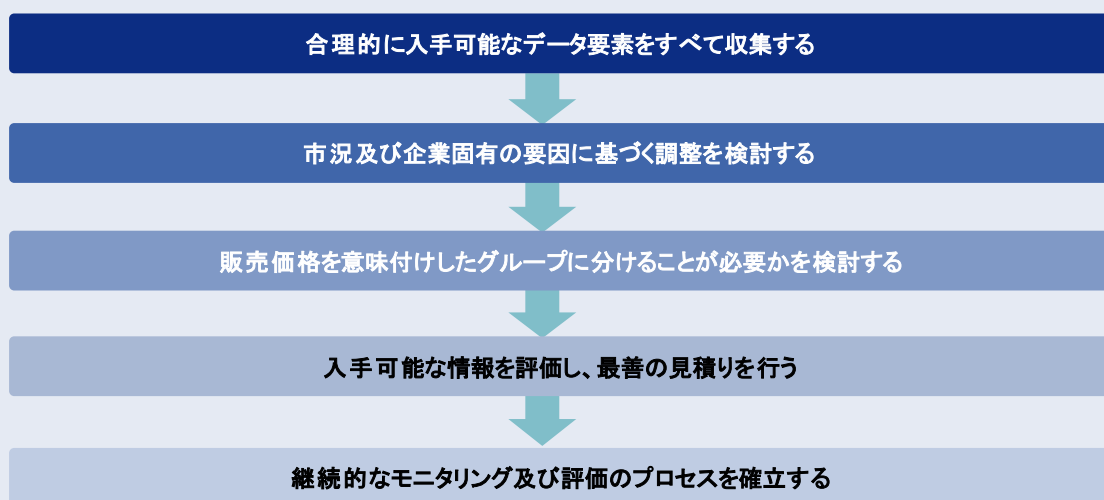 合理的に入手可能なデータ要素をすべて収集する
市況及び企業固有の要因に基づく調整を検討する
販売価格を意味付けしたグループに分けることが必要かを検討する
入手可能な情報を評価し、最善の見積りを行う
継続的なモニタリング及び評価のプロセスを確立する